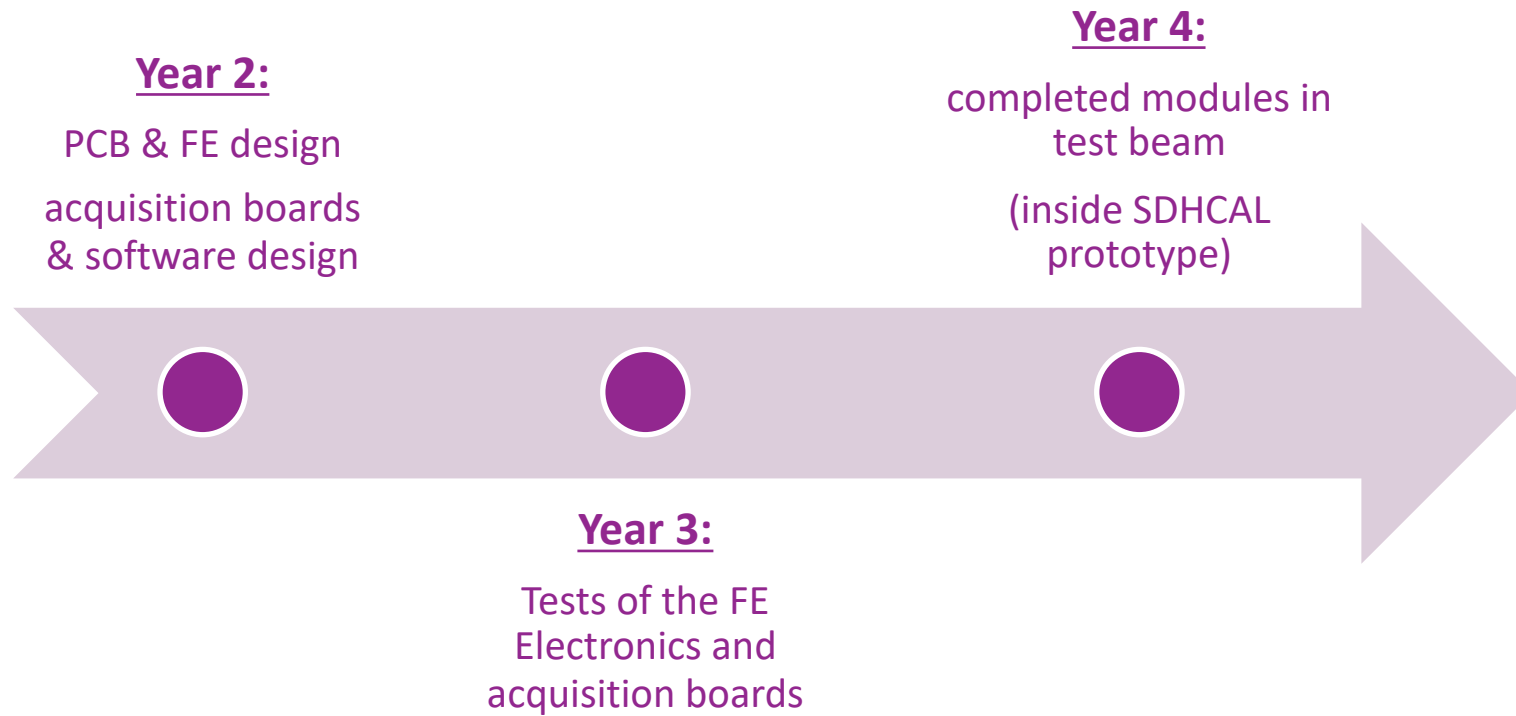 Year 2:
PCB & FE design
acquisition boards
& software design
Year 3:
Tests of the FE
Electronics and
acquisition boards
Year 4:
completed modules in
test beam
(inside SDHCAL
prototype)